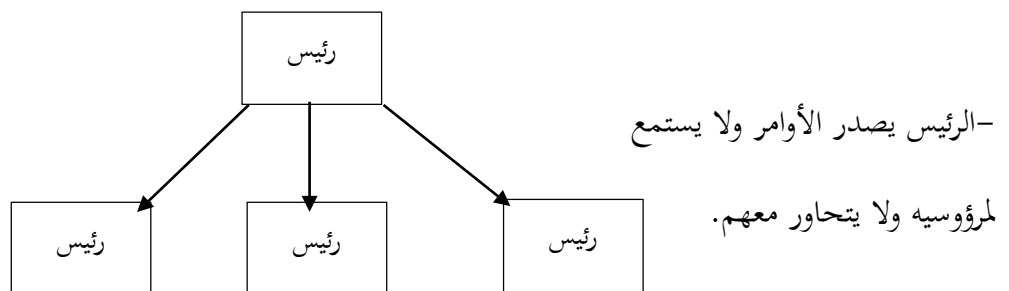 رئيس
-الرئيس يصدر الأوامر ولا يستمع
لمرؤوسيه ولا يتحاور معهم.
رئيس
رئيس
رئيس